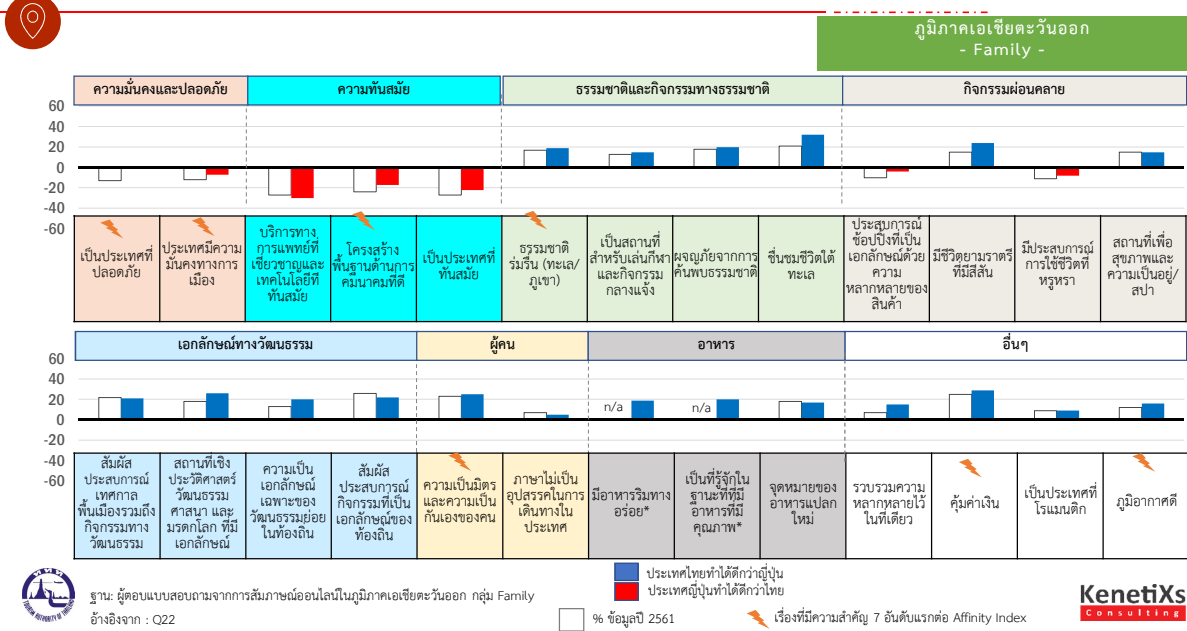 ภูมิภาคเอเชียตะวันออก
- Family -
ความมั่นคงและปลอดภัย
ความทันสมัย
ธรรมชาติและกิจกรรมทางธรรมชาติ
กิจกรรมผ่อนคลาย
60
40
20
0
-20
-40
-60
เป็นประเทศที่
ปลอดภัย
ประเทศมีความ
มั่นคงทางการ
เมือง
บริการทาง
การแพทย์ที่
เชี่ยวชาญและ
เทคโนโลยีที่
ทันสมัย
โครงสร้าง
พื้นฐานด้านการ
คมนาคมที่ดี
เป็นประเทศที่
ทันสมัย
ธรรมชาติ
ร่มรื่น (ทะเล/
ภูเขา)
เป็นสถานที่
สำหรับเล่นกีฬา
และกิจกรรม
กลางแจ้ง
ผจญภัยจากการ
ค้นพบธรรมชาติ
ชื่นชมชีวิตใต้
ทะเล
ประสบการณ์
ช้อปปิ้งที่เป็น
เอกลักษณ์ด้วย
ความ
หลากหลายของ
สินค้า
มีชีวิตยามราตรี
ที่มีสีสัน
มีประสบการณ์
การใช้ชีวิตที่
หรูหรา
สถานที่เพื่อ
สุขภาพและ
ความเป็นอยู่/
สปา
เอกลักษณ์ทางวัฒนธรรม
ผู้คน
อาหาร
อื่นๆ
60
40
20
0
-20
-40
-60
n/a
n/a
สัมผัส
ประสบการณ์
เทศกาล
พื้นเมืองรวมถึง
กิจกรรมทาง
วัฒนธรรม
สถานที่เชิง
ประวัติศาสตร์
วัฒนธรรม
ศาสนา และ
มรดกโลก ที่มี
เอกลักษณ์
ความเป็น
เอกลักษณ์
เฉพาะของ
วัฒนธรรมย่อย
ในท้องถิ่น
สัมผัส
ประสบการณ์
กิจกรรมที่เป็น
เอกลักษณ์ของ
ท้องถิ่น
ความเป็นมิตร
และความเป็น
กันเองของคน
ภาษาไม่เป็น
อุปสรรคในการ
เดินทางใน
ประเทศ
มีอาหารริมทาง
อร่อย*
เป็นที่รู้จักใน
ฐานะที่ที่มี
อาหารที่มี
คุณภาพ*
จุดหมายของ
อาหารแปลก
ใหม่
รวบรวมความ
หลากหลายไว้
ในที่เดียว
คุ้มค่าเงิน
เป็นประเทศที่
โรแมนติก
ภูมิอากาศดี
ททท
TOURISM AUTHORITY OF THAILAND
ฐาน: ผู้ตอบแบบสอบถามจากการสัมภาษณ์ออนไลน์ในภูมิภาคเอเชียตะวันออก กลุ่ม Family
อ้างอิงจาก : Q22
ประเทศไทยทำได้ดีกว่าญี่ปุ่น
ประเทศญี่ปุ่นทำได้ดีกว่าไทย
% ข้อมูลปี 2561
เรื่องที่มีความสำคัญ 7 อันดับแรกต่อ Affinity Index
KenetiXs
Consulting